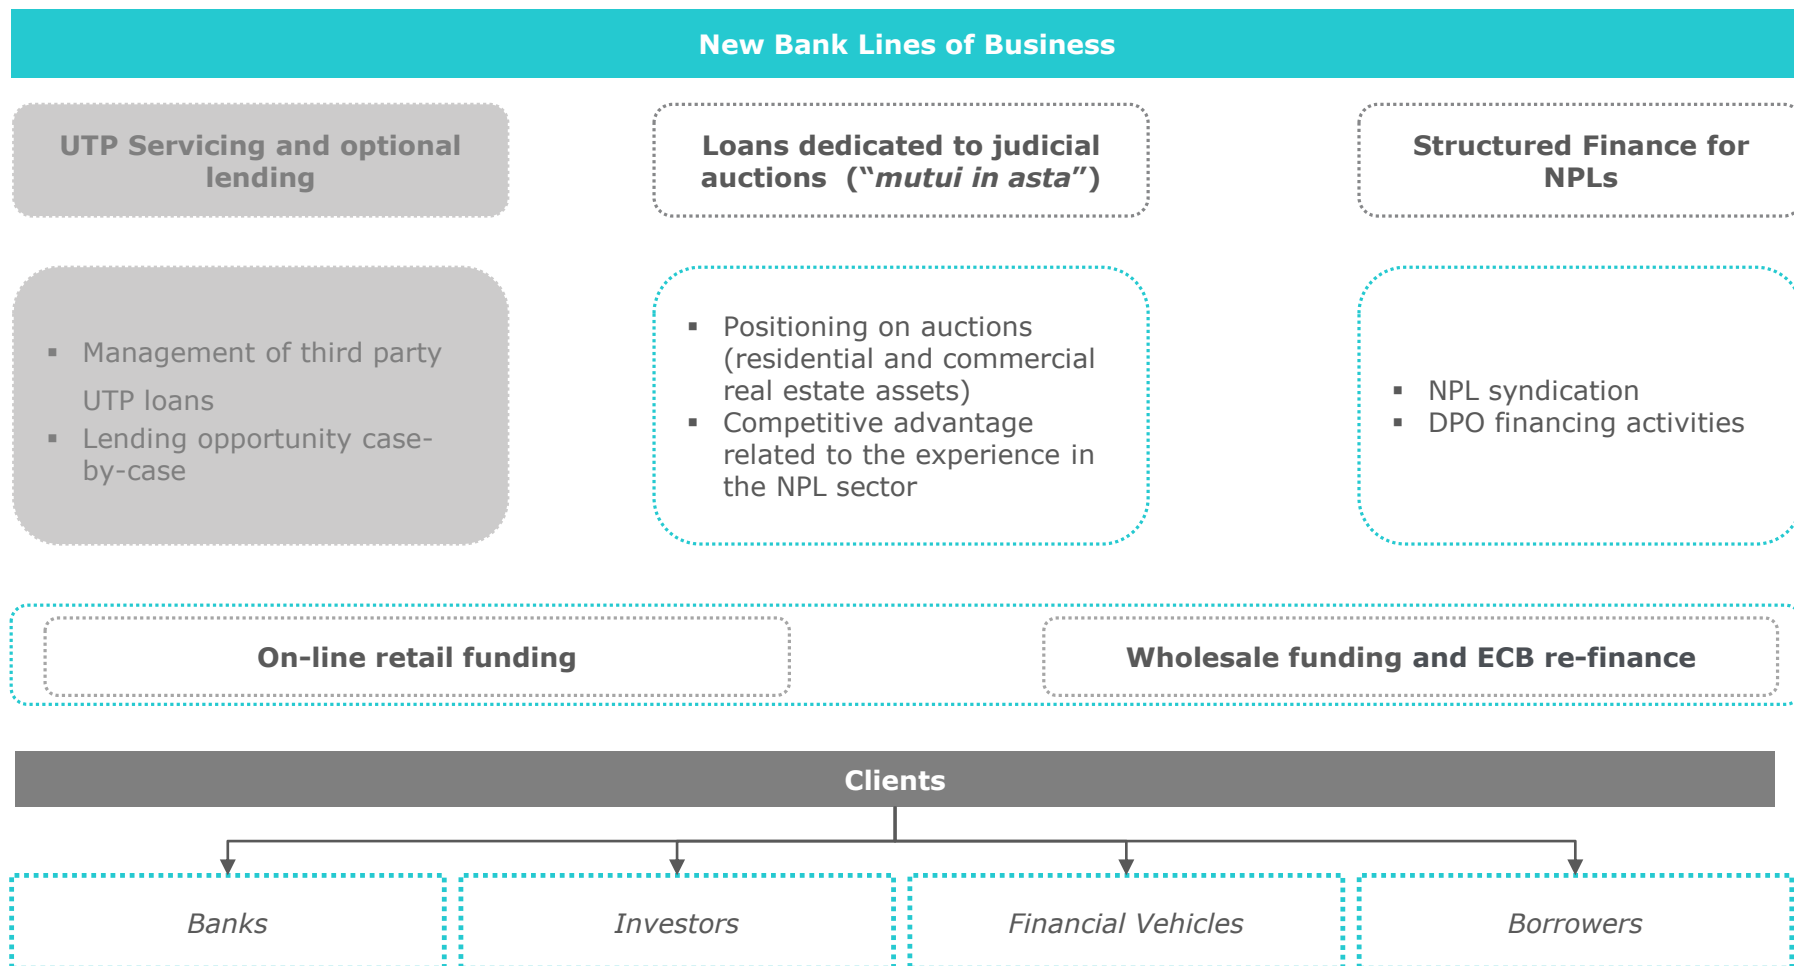 New Bank Lines of Business
UTP Servicing and optional
lending
Loans dedicated to judicial
auctions (“mutui in asta”)
Structured Finance for
NPLs
▪ Management of third party
UTP loans
▪ Lending opportunity case-
by-case
▪ Positioning on auctions
(residential and commercial
real estate assets)
▪ Competitive advantage
related to the experience in
the NPL sector
▪ NPL syndication
▪ DPO financing activities
On-line retail funding
Wholesale funding and ECB re-finance
Clients
Banks
Investors
Financial Vehicles
Borrowers